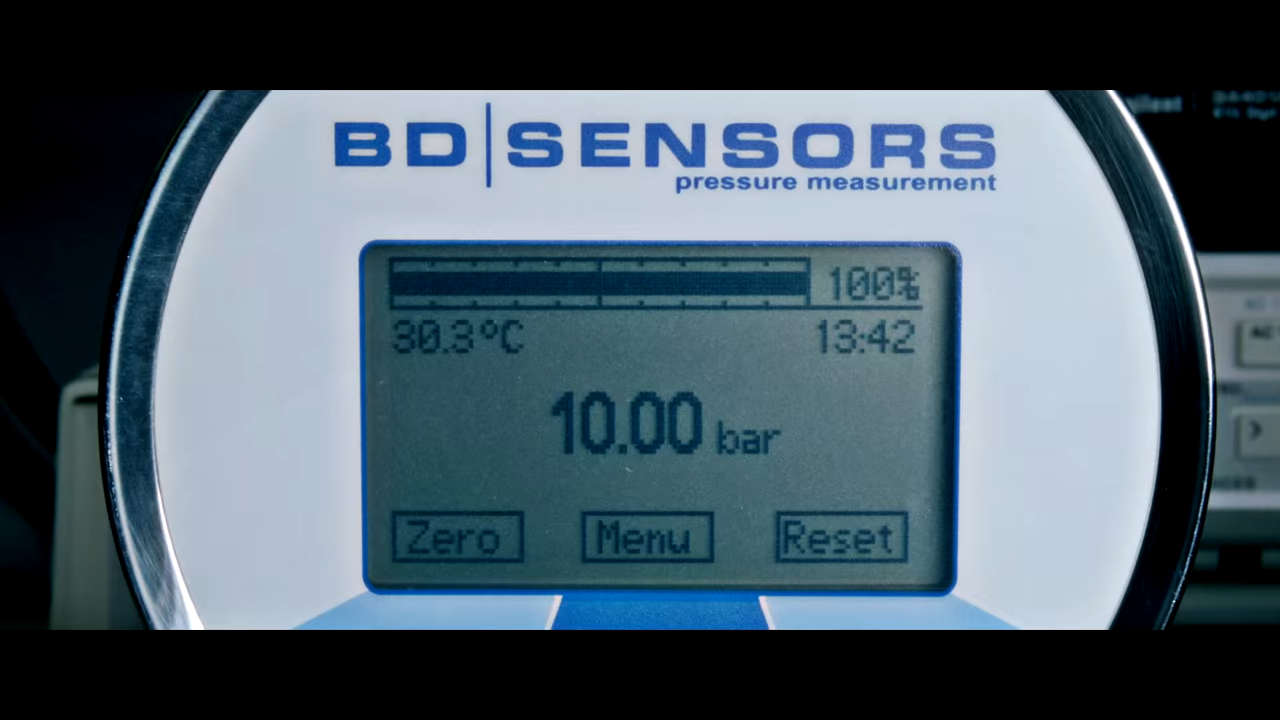 BD|SENSORS
pressure measurement
100%
30.3°C 13:42
10.00 bar
Zero Menu Reset